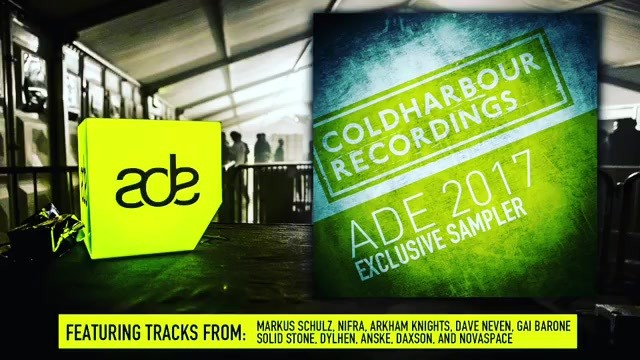 ade
COLDHARBOUR
RECORDINGS
ADE 2017
EXCLUSIVE SAMPLER
FEATURING TRACKS FROM:
MARKUS SCHULZ, NIFRA, ARKHAM KNIGHTS, DAVE NEVEN, GAI BARONE
SOLID STONE, DYLHEN, ANSKE, DAXSON, AND NOVASPACE